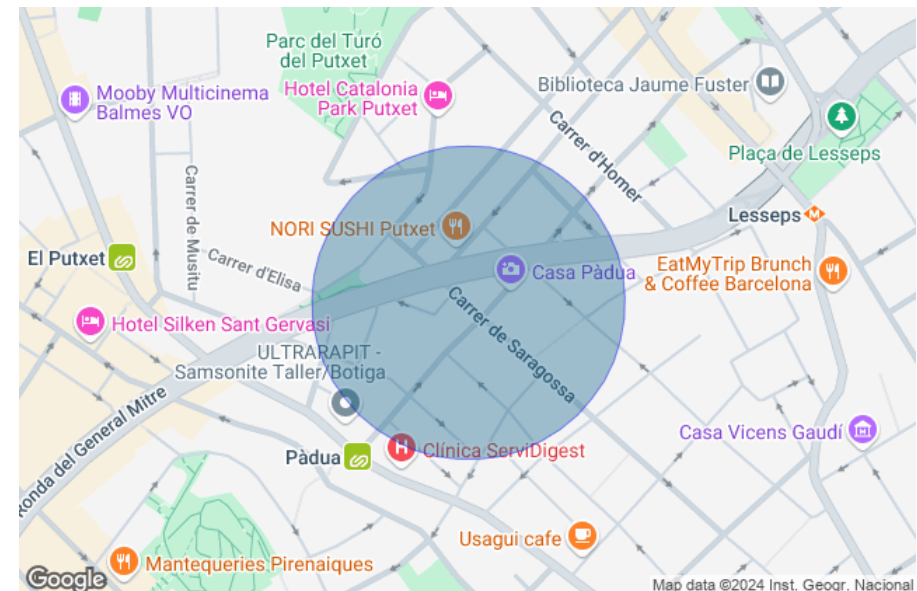 Parc del Turó
del Putxet
Mooby Multicinema
Balmes VO
Hotel Catalonia
Park Putxet
Biblioteca Jaume Fuster
Carrer d'Homer
Plaça de Lesseps
Carrer de Musitu
Lesseps
NORI SUSHI Putxet
El Putxet
Carrer d'Elisa
Casa Pàdua
EatMyTrip Brunch
& Coffee Barcelona
Hotel Silken Sant Gervasi
Carrer de Saragossa
ULTRARAPIT -
Samsonite Taller/Botiga
Ronda del General Mitre
Casa Vicens Gaudí
Pàdua
Clínica ServiDigest
Usagui cafe
Mantequeries Pirenaiques
Google
Map data ©2024 Inst. Geogr. Nacional